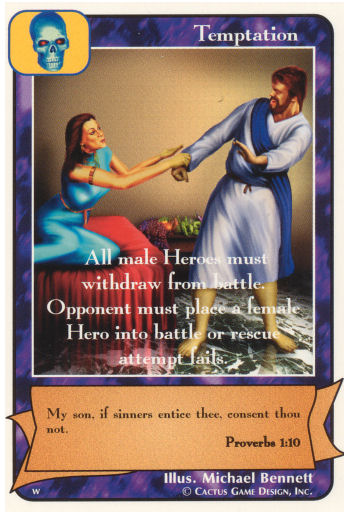 Temptation
All male Heroes must
withdraw from battle.
Opponent must place a female
Hero into battle or rescue
attempt fails.
My son, if sinners entice thee, consent thou
not.
Proverbs 1:10
Illus. Michael Bennett
W
© CACTUS GAME DESIGN, INC.